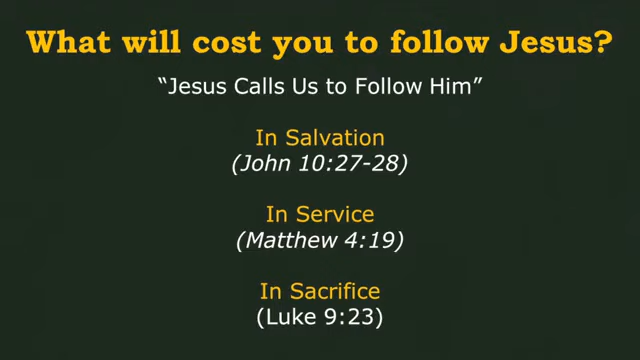 What will cost you to follow Jesus?
“Jesus Calls Us to Follow Him”
In Salvation
(John 10:27-28)
In Service
(Matthew 4:19)
In Sacrifice
(Luke 9:23)